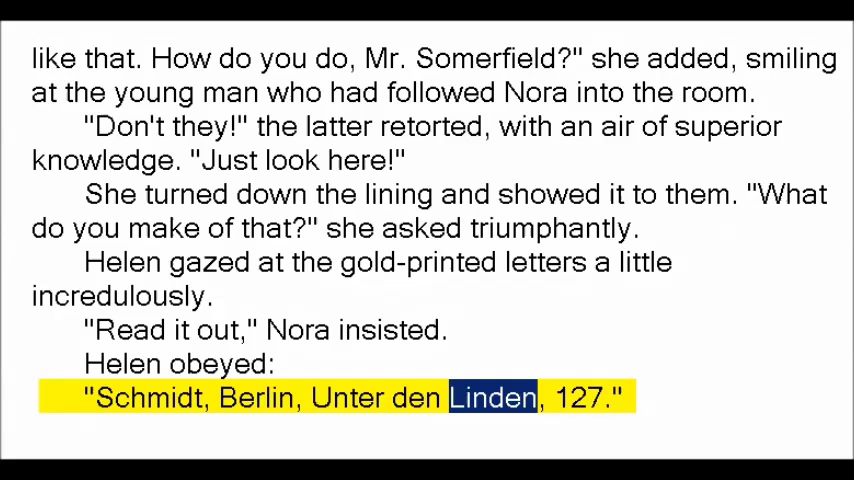 like that. How do you do, Mr. Somerfield?" she added, smiling
at the young man who had followed Nora into the room.
"Don't they!" the latter retorted, with an air of superior
knowledge. "Just look here!"
She turned down the lining and showed it to them. "What
do you make of that?" she asked triumphantly.
Helen gazed at the gold-printed letters a little
incredulously.
"Read it out," Nora insisted.
Helen obeyed:
"Schmidt, Berlin, Unter den Linden, 127."